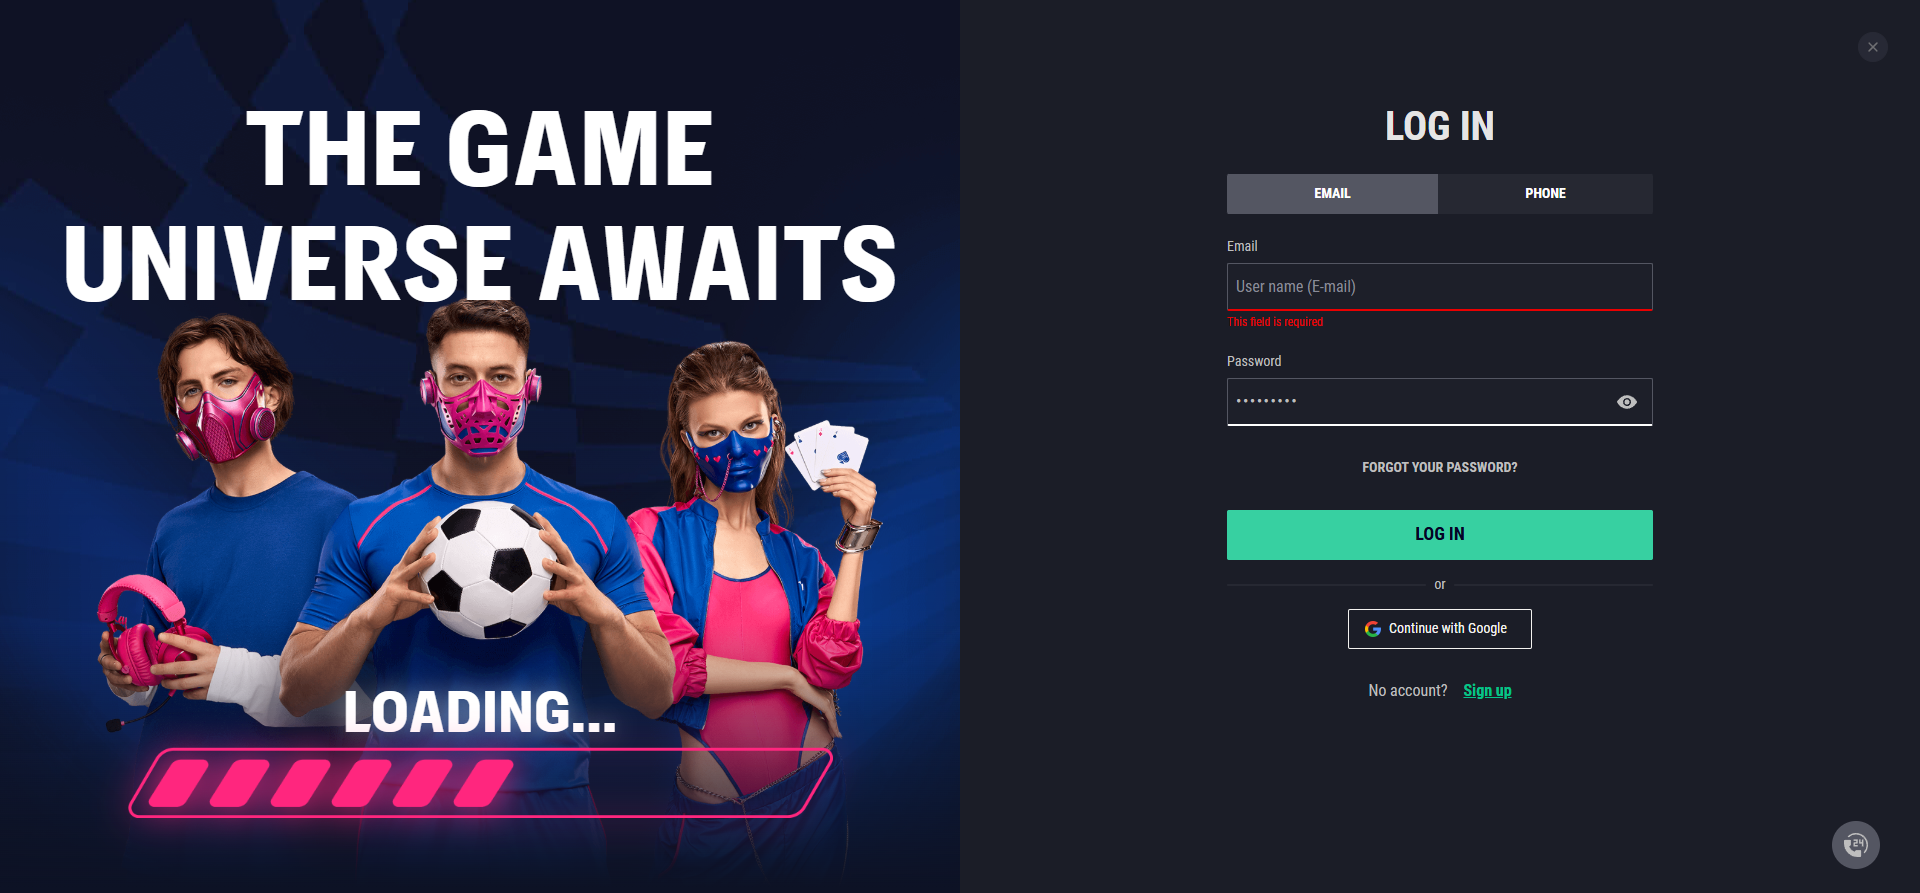 THE GAME
UNIVERSE AWAITS
LOADING...
LOG IN
EMAIL
PHONE
Email
User name (E-mail)
This field is required
Password
•••••••••
FORGOT YOUR PASSWORD?
LOG IN
or
Continue with Google
No account? Sign up
24